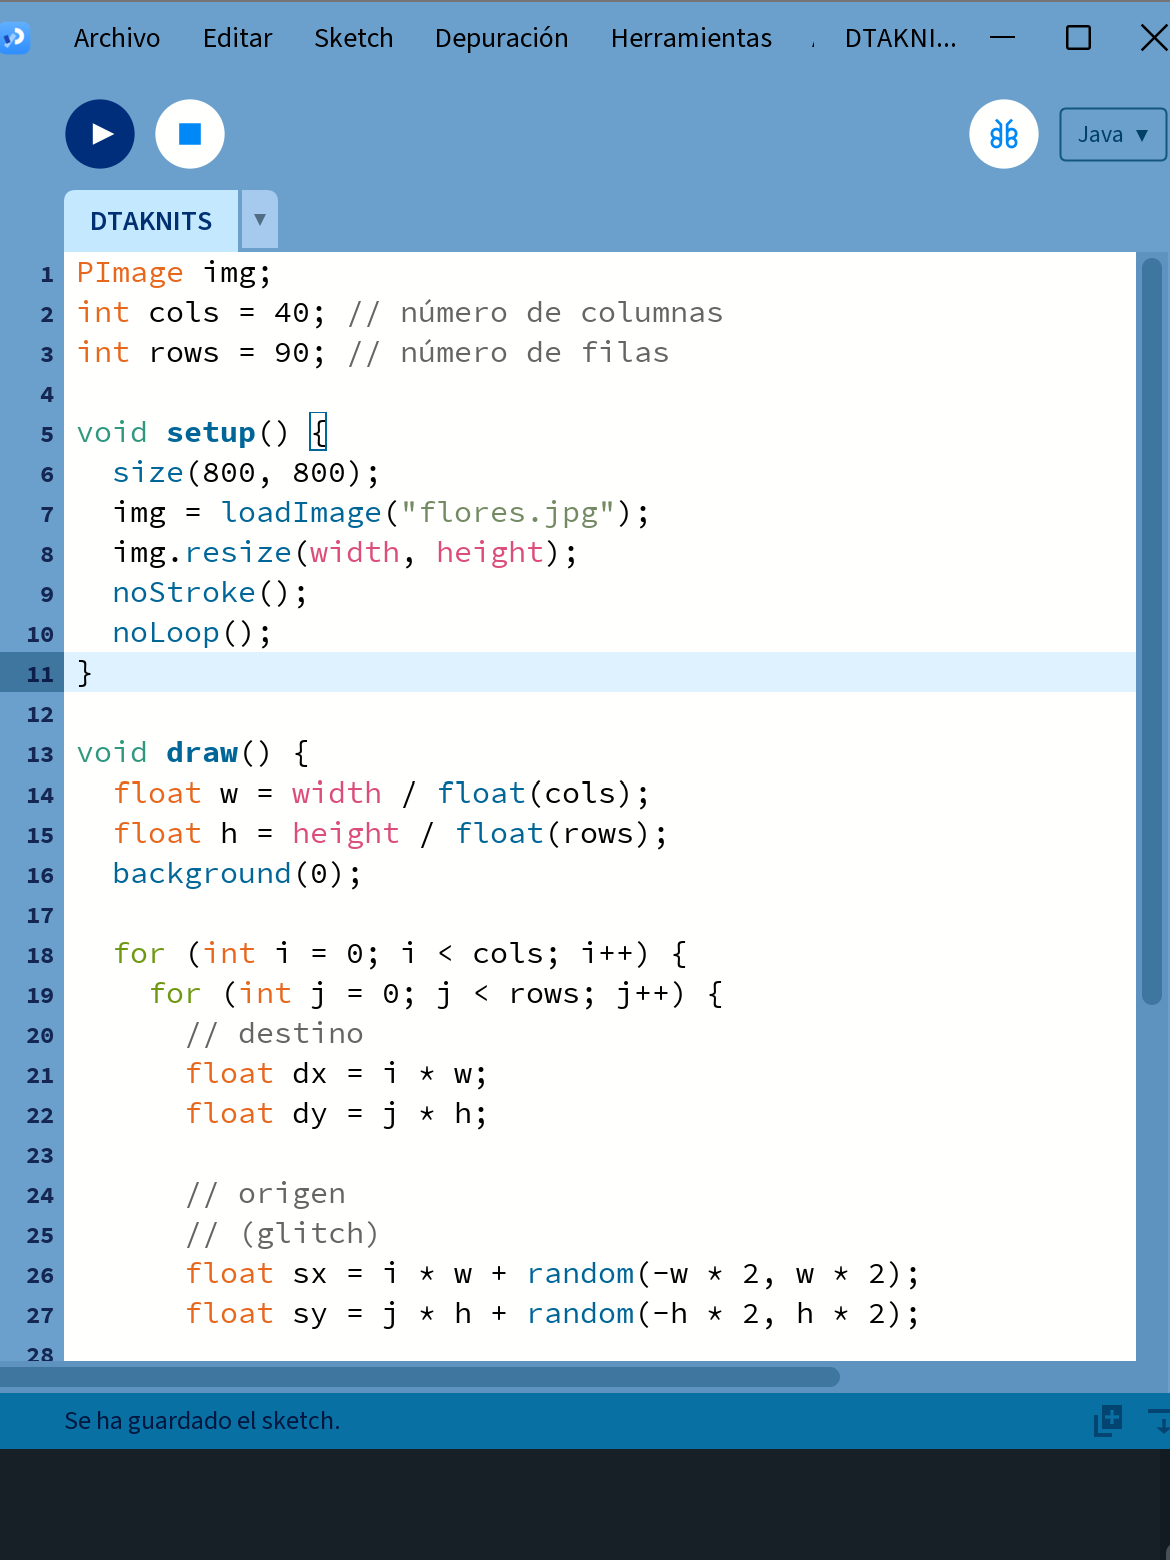 Archivo Editar Sketch Depuración Herramientas DTAKNI...
Java ▼
DTAKNITS ▼
1 PImage img;
2 int cols = 40; // número de columnas
3 int rows = 90; // número de filas
4
5 void setup() {
6   size(800, 800);
7   img = loadImage("flores.jpg");
8   img.resize(width, height);
9   noStroke();
10   noLoop();
11 }
12
13 void draw() {
14   float w = width / float(cols);
15   float h = height / float(rows);
16   background(0);
17
18   for (int i = 0; i < cols; i++) {
19     for (int j = 0; j < rows; j++) {
20       // destino
21       float dx = i * w;
22       float dy = j * h;
23
24       // origen
25       // (glitch)
26       float sx = i * w + random(-w * 2, w * 2);
27       float sy = j * h + random(-h * 2, h * 2);
28
Se ha guardado el sketch.